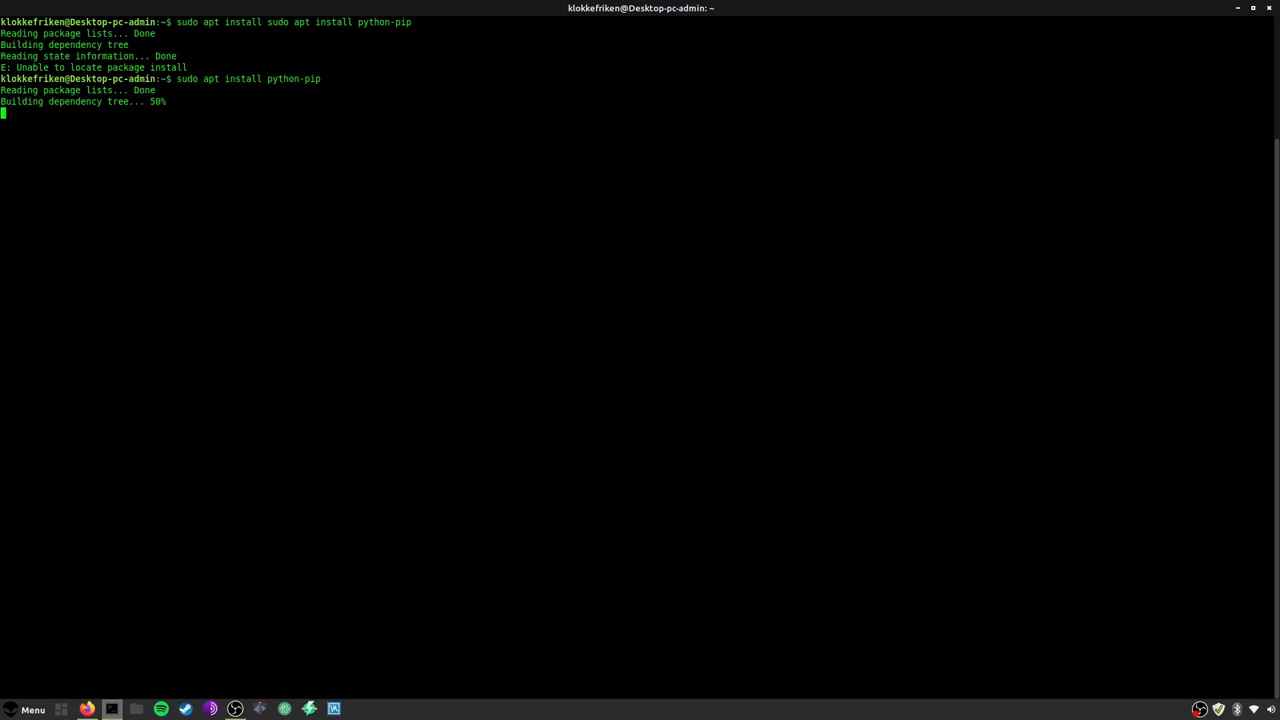 klokkefriken@Desktop-pc-admin: ~
klokkefriken@Desktop-pc-admin:~$ sudo apt install sudo apt install python-pip
Reading package lists... Done
Building dependency tree
Reading state information... Done
E: Unable to locate package install
klokkefriken@Desktop-pc-admin:~$ sudo apt install python-pip
Reading package lists... Done
Building dependency tree... 50%
Menu